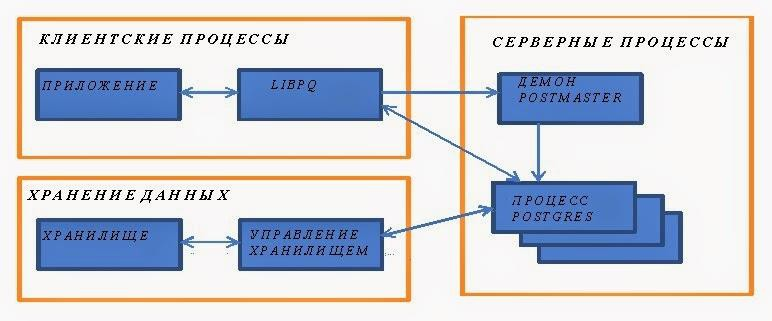 КЛИЕНТСКИЕ ПРОЦЕССЫ
ПРИЛОЖЕНИЕ
LIBPQ
СЕРВЕРНЫЕ ПРОЦЕССЫ
ДЕМОН
POSTMASTER
ПРОЦЕСС
POSTGRES
ХРАНЕНИЕ ДАННЫХ
ХРАНИЛИЩЕ
УПРАВЛЕНИЕ
ХРАНИЛИЩЕМ